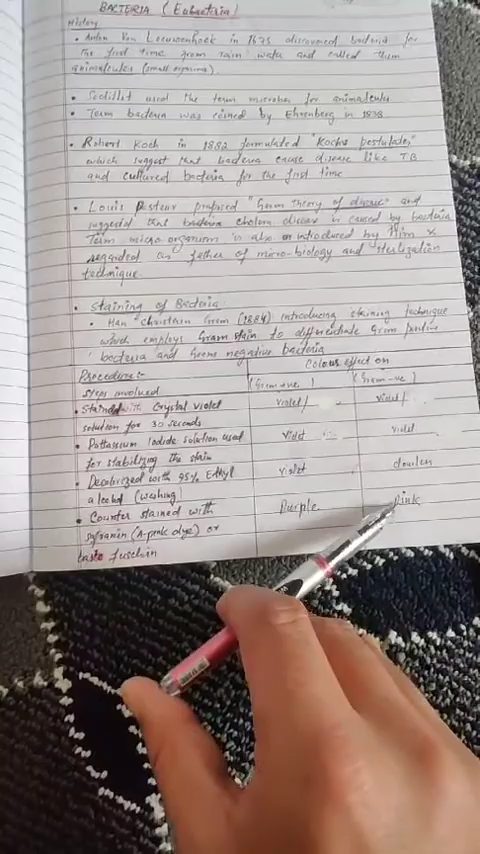 BACTERIA (Eubacteria)
History
• Anton Von Leeuwenhoek in 1673 discovered bacteria for
the first time from rain water and called them
animalcules (small organisms).
• Sedillot used the term microbes for animalcules
• Term bacteria was coined by Ehrenberg in 1838
• Robert Koch in 1882 formulated "Kochs postulates"
which suggest that bacteria cause disease like TB
and cultured bacteria for the first time
• Louis Pasteur proposed "Germ theory of disease" and
suggested that cholera disease is caused by bacteria
Term micro organism is also introduced by Him &
regarded as father of micro-biology and sterlization
technique.
• Staining of Bacteria:
• Han Christain Gram (1884) introducing staining technique
which employs Gram stain to differentiate Gram positive
bacteria and Gram negative bacteria
Procedure:- Colour effect on
Steps involved (Gram +ve) (Gram -ve)
• Stained with Crystal violet violet/ violet/
solution for 30 seconds
• Potassium Iodide solution used violet violet
for stabilizing the stain
• Decolorized with 95% Ethyl violet
alcohol (washing)
• Counter stained with Purple Pink
safranin (A-pink dye) or
fuschin